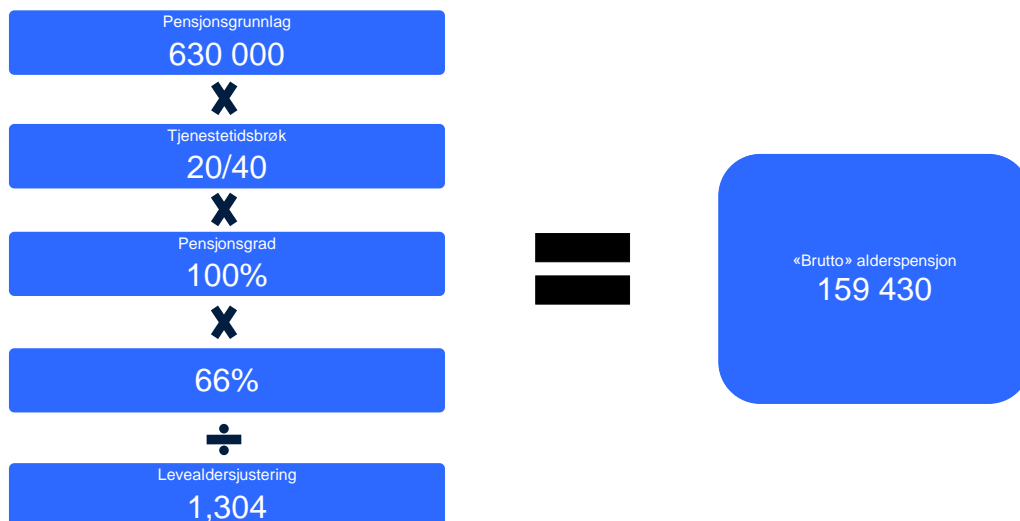 Pensjonsgrunnlag
630 000
Tjenestetidsbrøk
20/40
Pensjonsgrad
100%
66%
Levealdersjustering
1,304
«Brutto» alderspensjon
159 430